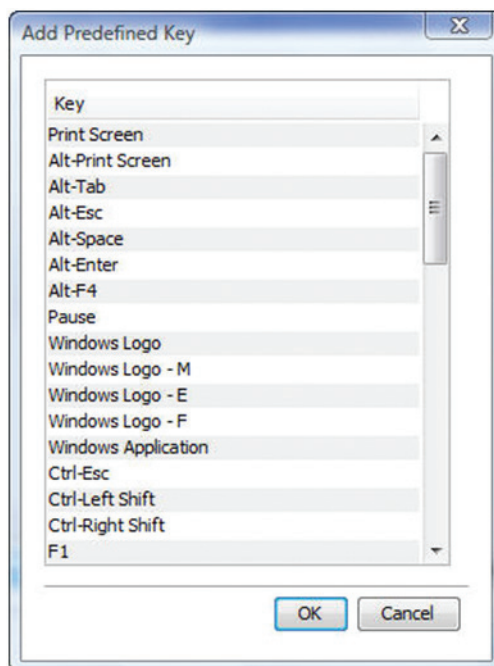 Add Predefined Key
Key
Print Screen
Alt-Print Screen
Alt-Tab
Alt-Esc
Alt-Space
Alt-Enter
Alt-F4
Pause
Windows Logo
Windows Logo - M
Windows Logo - E
Windows Logo - F
Windows Application
Ctrl-Esc
Ctrl-Left Shift
Ctrl-Right Shift
F1
OK Cancel